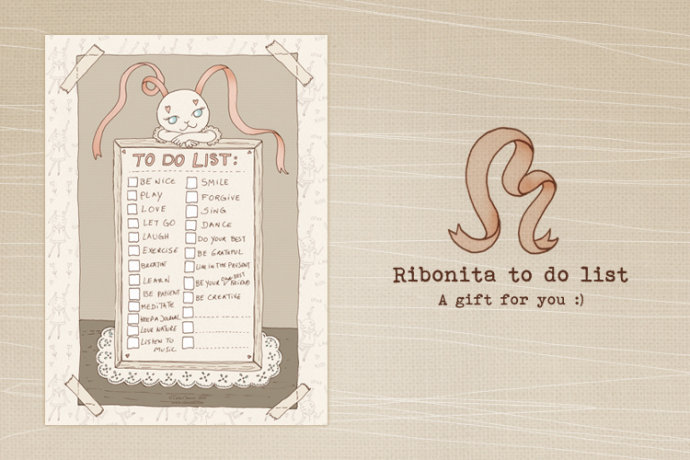 TO DO LIST:
BE NICE
PLAY
LOVE
LET GO
LAUGH
EXERCISE
BREATHE
LEARN
BE PATIENT
MEDITATE
KEEP A JOURNAL
LOVE NATURE
LISTEN TO
MUSIC
SMILE
FORGIVE
SING
DANCE
DO YOUR BEST
BE GRATEFUL
LIVE IN THE PRESENT
BE YOUR OWN BEST
FRIEND
BE CREATIVE
Ribonita to do list
A gift for you :)